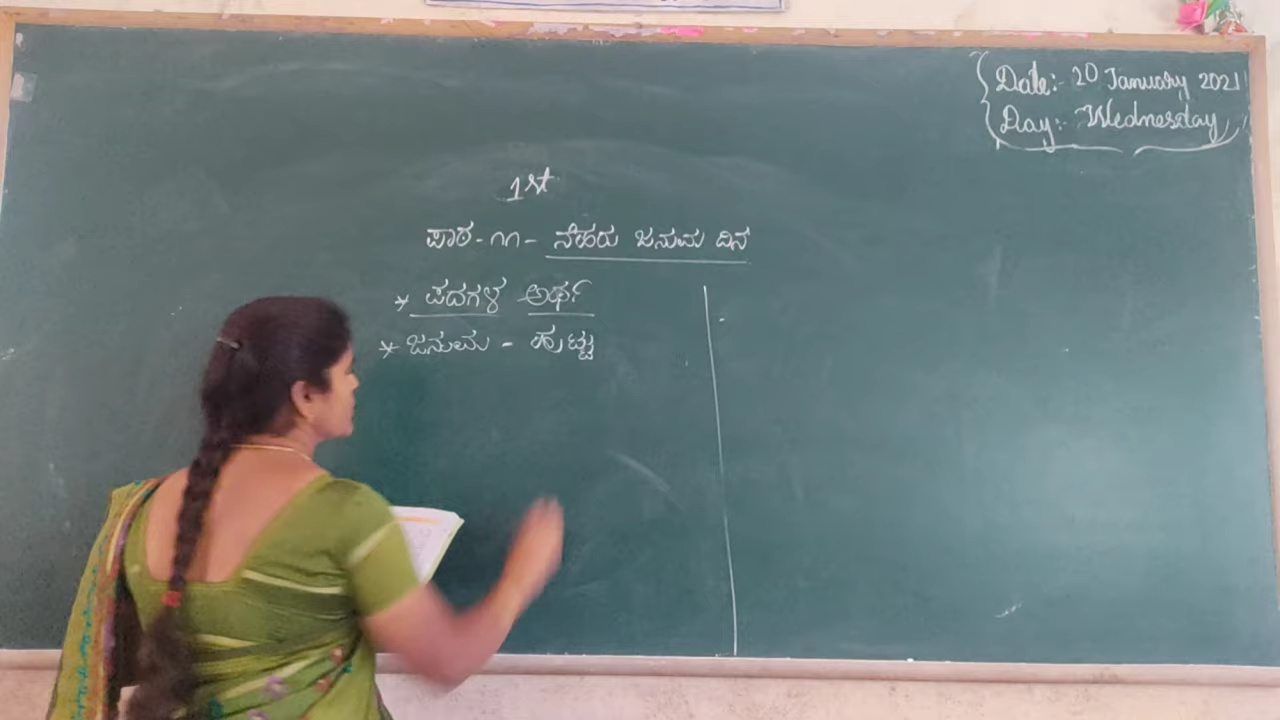 Date:- 20 January 2021
Day:- Wednesday
1st
ಪಾಠ-೧೧- ನೆಹರು ಜನುಮ ದಿನ
* ಪದಗಳ ಅರ್ಥ
* ಜನುಮ - ಹುಟ್ಟು